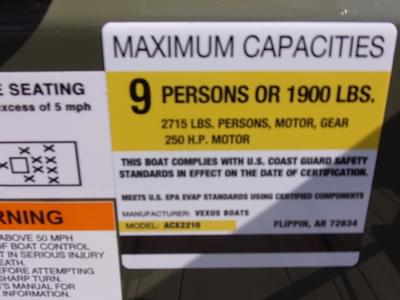 MAXIMUM CAPACITIES
9 PERSONS OR 1900 LBS.
2715 LBS. PERSONS, MOTOR, GEAR
250 H.P. MOTOR
THIS BOAT COMPLIES WITH U.S. COAST GUARD SAFETY
STANDARDS IN EFFECT ON THE DATE OF CERTIFICATION.
MEETS U.S. EPA EVAP STANDARDS USING CERTIFIED COMPONENTS
MANUFACTURER: VEXUS BOATS
MODEL: ACX2210
FLIPPIN, AR 72634
E SEATING
excess of 5 mph
RNING
ABOVE 50 MPH
OF BOAT CONTROL
T IN SERIOUS INJURY
EATH.
EFORE ATTEMPTING
SHARP TURN.
'S MANUAL FOR
INFORMATION.